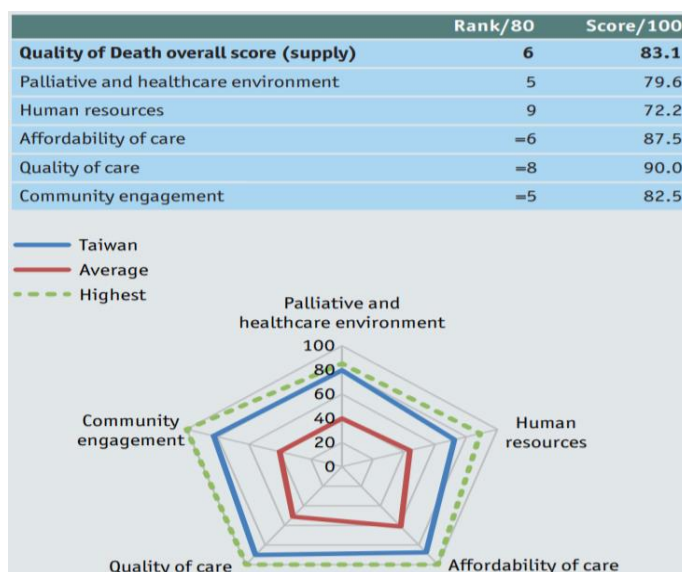 Rank/80 Score/100
Quality of Death overall score (supply) 6 83.1
Palliative and healthcare environment 5 79.6
Human resources 9 72.2
Affordability of care =6 87.5
Quality of care =8 90.0
Community engagement =5 82.5
Taiwan
Average
Highest
Palliative and
healthcare environment
100
80
60
40
20
0
Community
engagement
Human
resources
Quality of care
Affordability of care